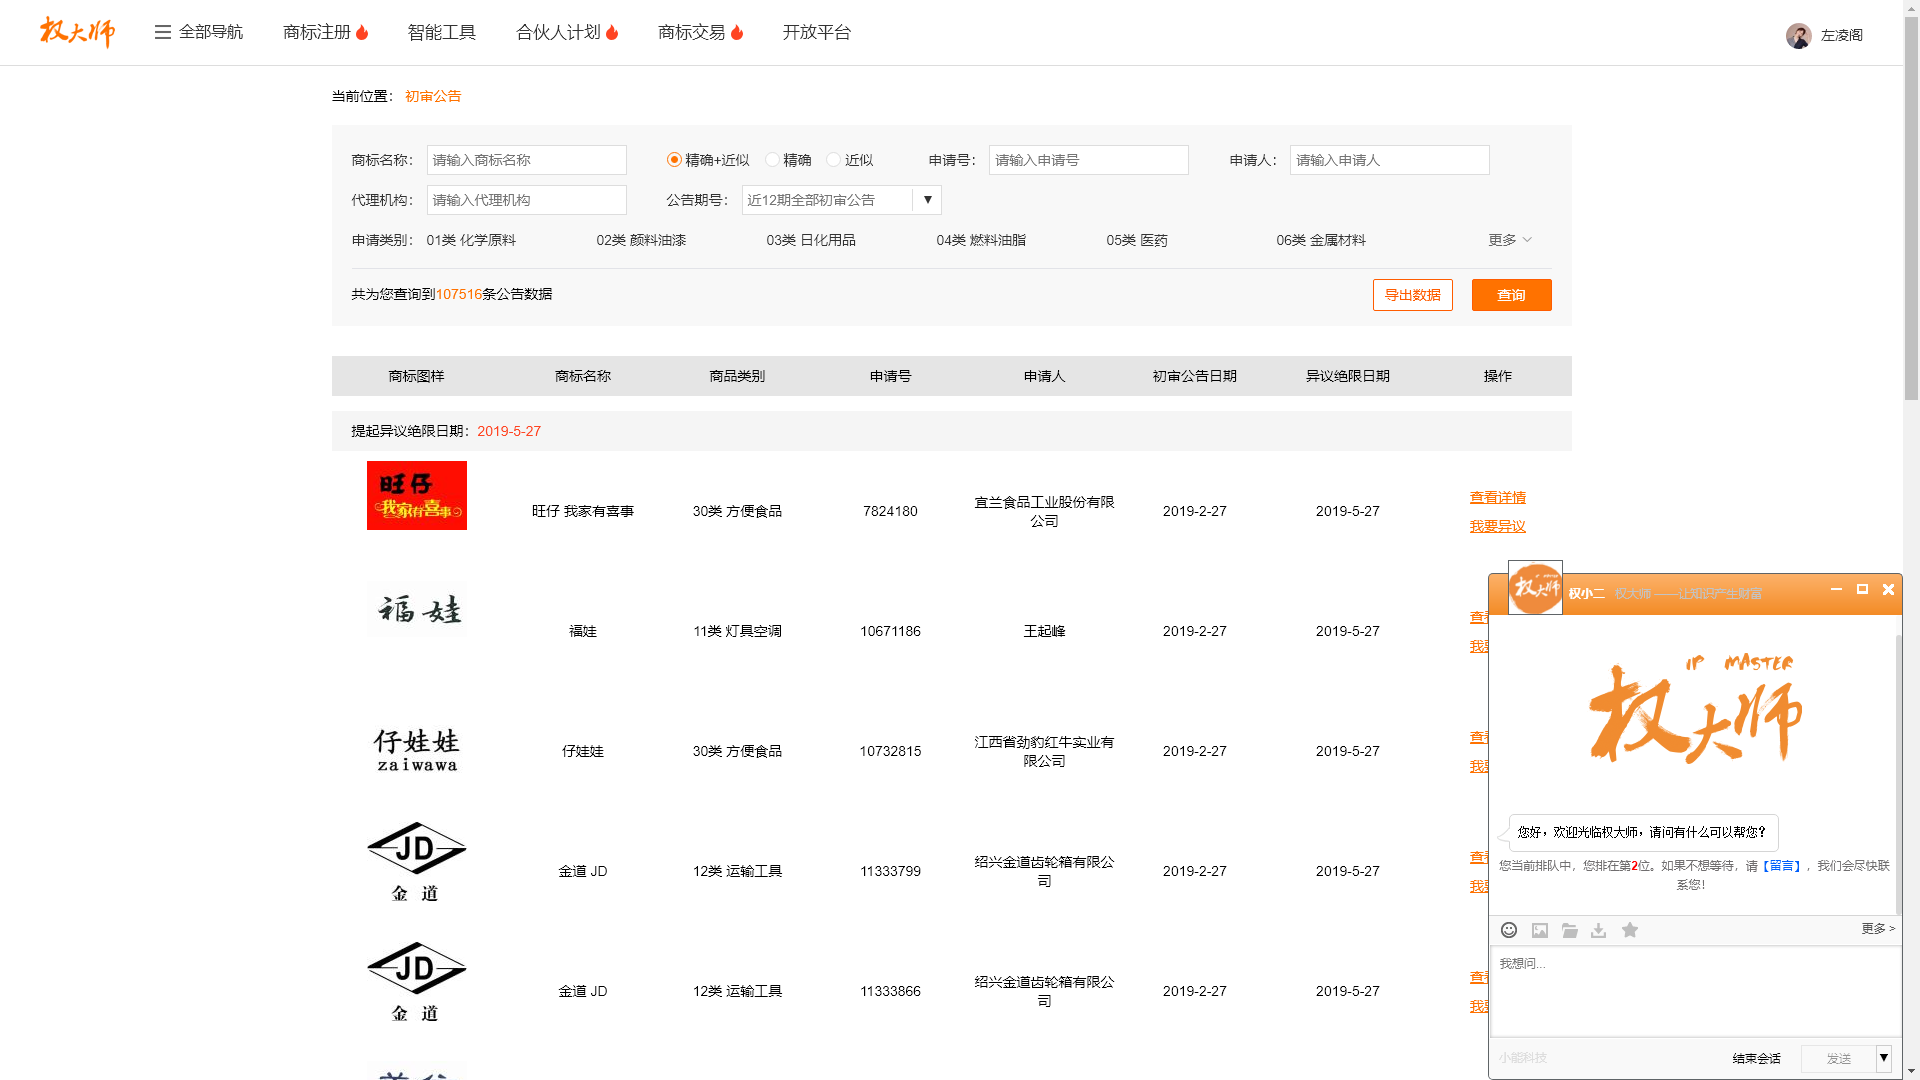 权大师 全部导航 商标注册 智能工具 合伙人计划 商标交易 开放平台 左凌阁
当前位置： 初审公告
商标名称： 请输入商标名称 精确+近似 精确 近似 申请号： 请输入申请号 申请人： 请输入申请人
代理机构： 请输入代理机构 公告期号： 近12期全部初审公告 ▼
申请类别： 01类 化学原料 02类 颜料油漆 03类 日化用品 04类 燃料油脂 05类 医药 06类 金属材料 更多
共为您查询到107516条公告数据 导出数据 查询
商标图样 商标名称 商品类别 申请号 申请人 初审公告日期 异议绝限日期 操作
提起异议绝限日期：2019-5-27
旺仔
我家有喜事
旺仔 我家有喜事 30类 方便食品 7824180 宜兰食品工业股份有限
公司 2019-2-27 2019-5-27 查看详情
我要异议
福娃
福娃 11类 灯具空调 10671186 王起峰 2019-2-27 2019-5-27
仔娃娃
zaiwawa
仔娃娃 30类 方便食品 10732815 江西省劲豹红牛实业有
限公司 2019-2-27 2019-5-27
JD
金道
金道 JD 12类 运输工具 11333799 绍兴金道齿轮箱有限公
司 2019-2-27 2019-5-27
JD
金道
金道 JD 12类 运输工具 11333866 绍兴金道齿轮箱有限公
司 2019-2-27 2019-5-27
权大师 权小二 权大师 ——让知识产生财富
IP MASTER
权大师
您好，欢迎光临权大师，请问有什么可以帮您？
您当前排队中，您排在第2位。如果不想等待，请【留言】，我们会尽快联
系您！
更多 >
我想问...
小能科技 结束会话 发送 ▼